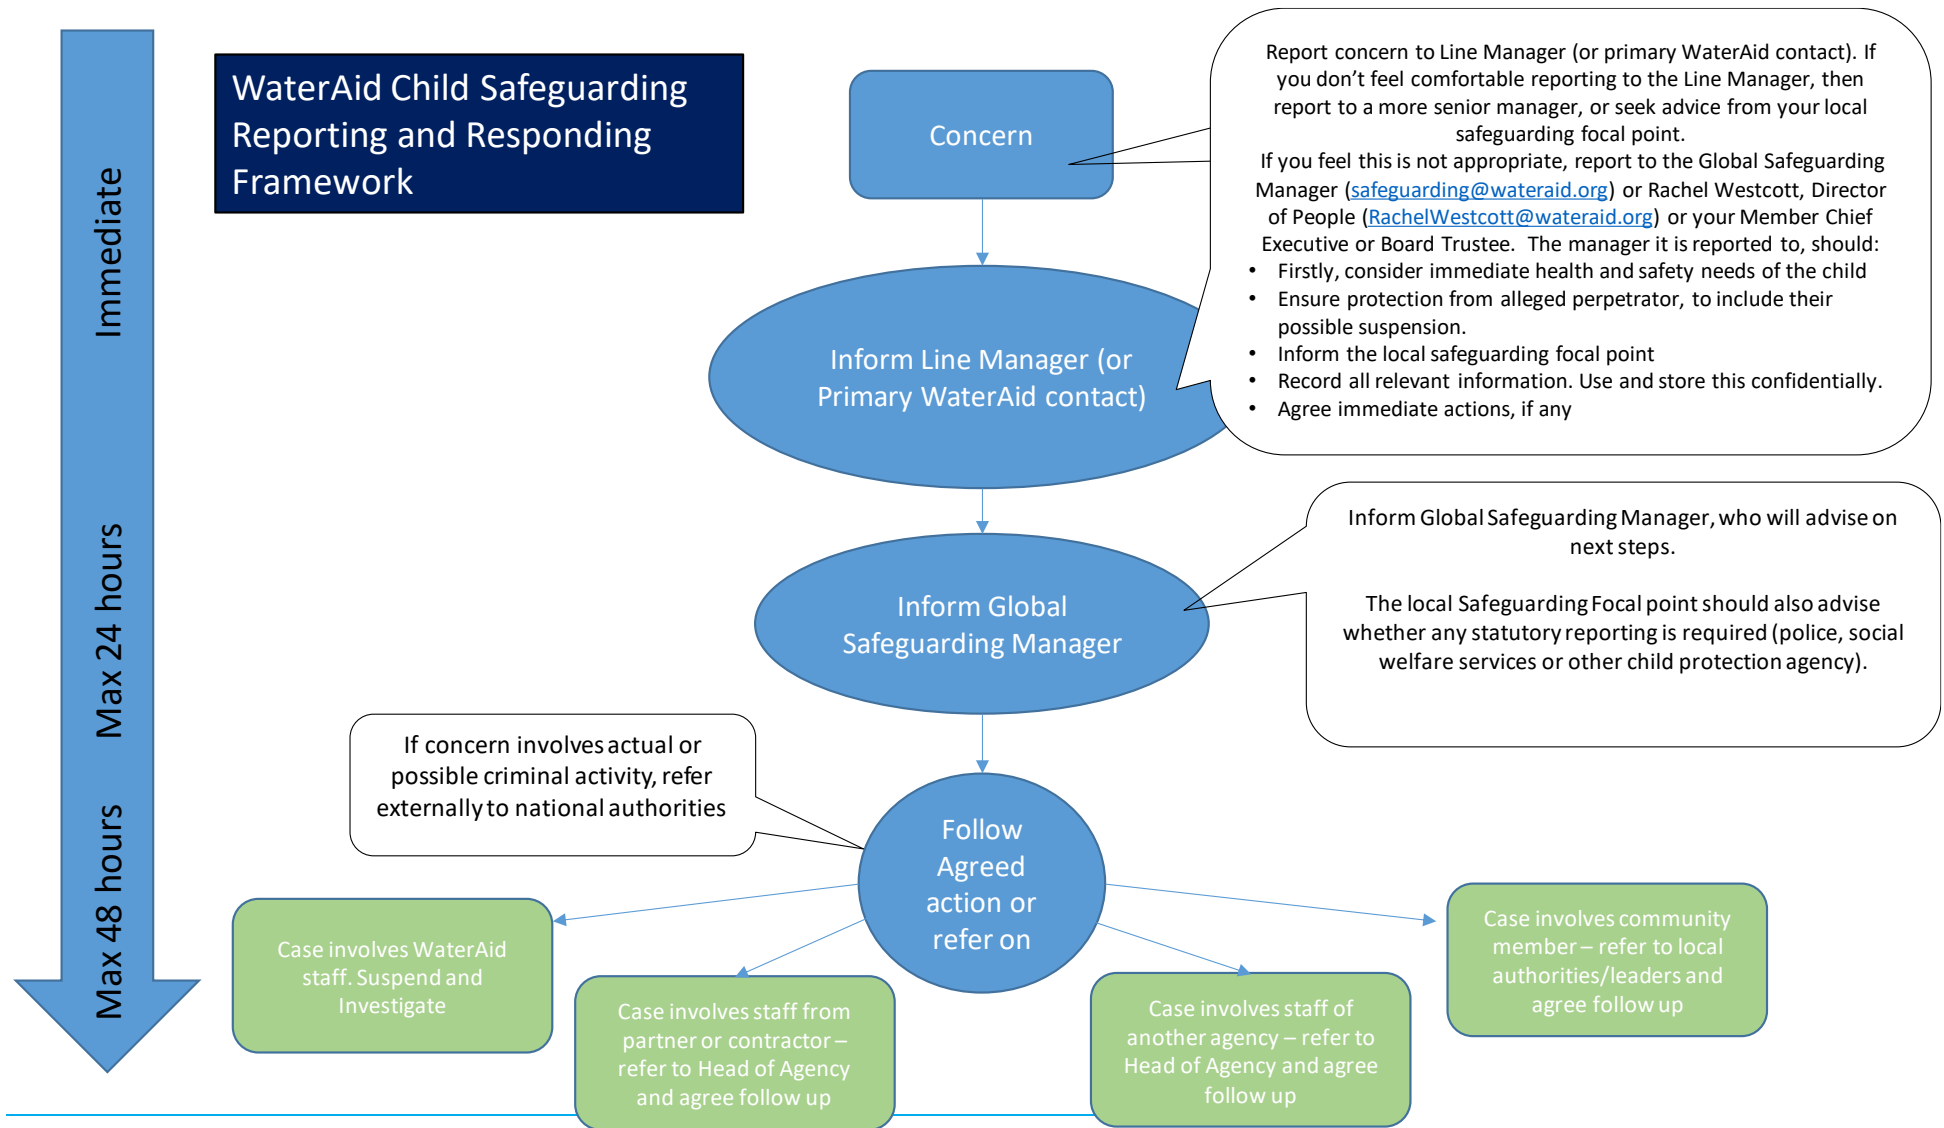 WaterAid Child Safeguarding
Reporting and Responding
Framework
Immediate
Max 24 hours
Max 48 hours
Concern
Report concern to Line Manager (or primary WaterAid contact). If
you don’t feel comfortable reporting to the Line Manager, then
report to a more senior manager, or seek advice from your local
safeguarding focal point.
If you feel this is not appropriate, report to the Global Safeguarding
Manager (safeguarding@wateraid.org) or Rachel Westcott, Director
of People (RachelWestcott@wateraid.org) or your Member Chief
Executive or Board Trustee.  The manager it is reported to, should:
• Firstly, consider immediate health and safety needs of the child
• Ensure protection from alleged perpetrator, to include their
possible suspension.
• Inform the local safeguarding focal point
• Record all relevant information. Use and store this confidentially.
• Agree immediate actions, if any
Inform Line Manager (or
Primary WaterAid contact)
Inform Global
Safeguarding Manager
Inform Global Safeguarding Manager, who will advise on
next steps.
The local Safeguarding Focal point should also advise
whether any statutory reporting is required (police, social
welfare services or other child protection agency).
If concern involves actual or
possible criminal activity, refer
externally to national authorities
Follow
Agreed
action or
refer on
Case involves WaterAid
staff. Suspend and
Investigate
Case involves staff from
partner or contractor –
refer to Head of Agency
and agree follow up
Case involves staff of
another agency – refer to
Head of Agency and agree
follow up
Case involves community
member – refer to local
authorities/leaders and
agree follow up